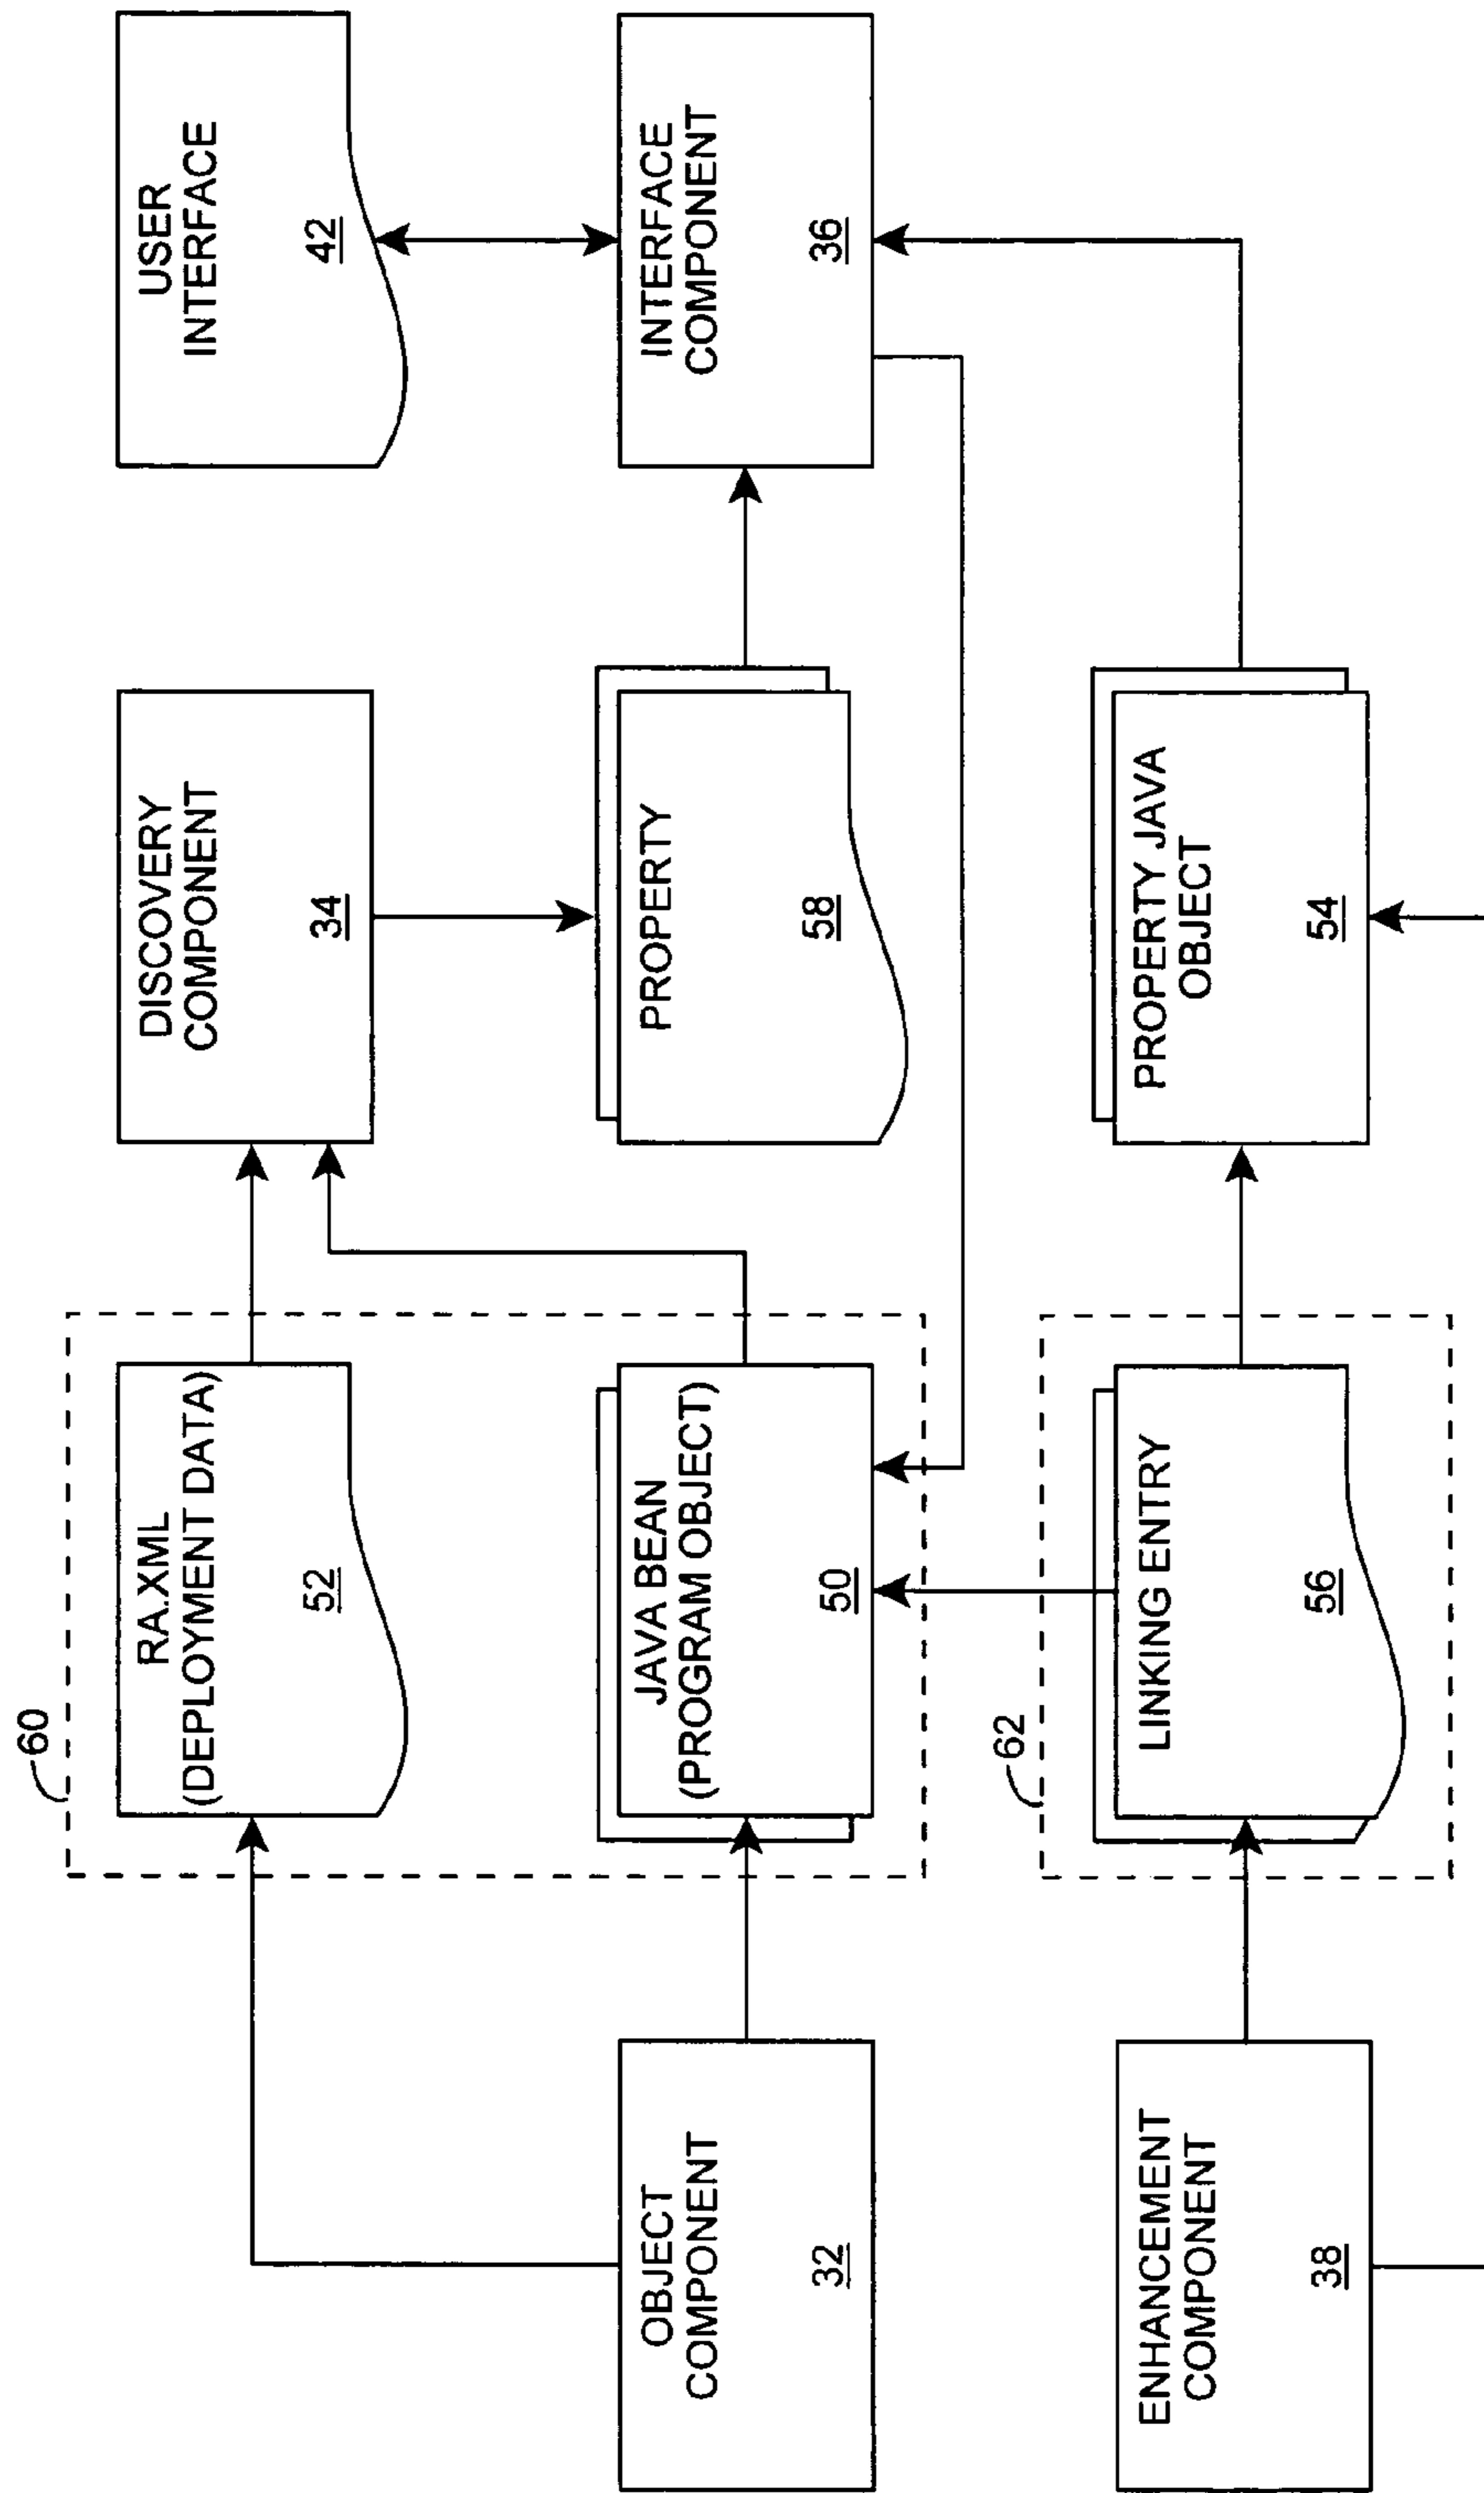 60
RA.XML
(DEPLOYMENT DATA)
52
DISCOVERY
COMPONENT
34
USER
INTERFACE
42
OBJECT
COMPONENT
32
JAVA BEAN
(PROGRAM OBJECT)
50
PROPERTY
58
INTERFACE
COMPONENT
36
62
ENHANCEMENT
COMPONENT
38
LINKING ENTRY
56
PROPERTY JAVA
OBJECT
54